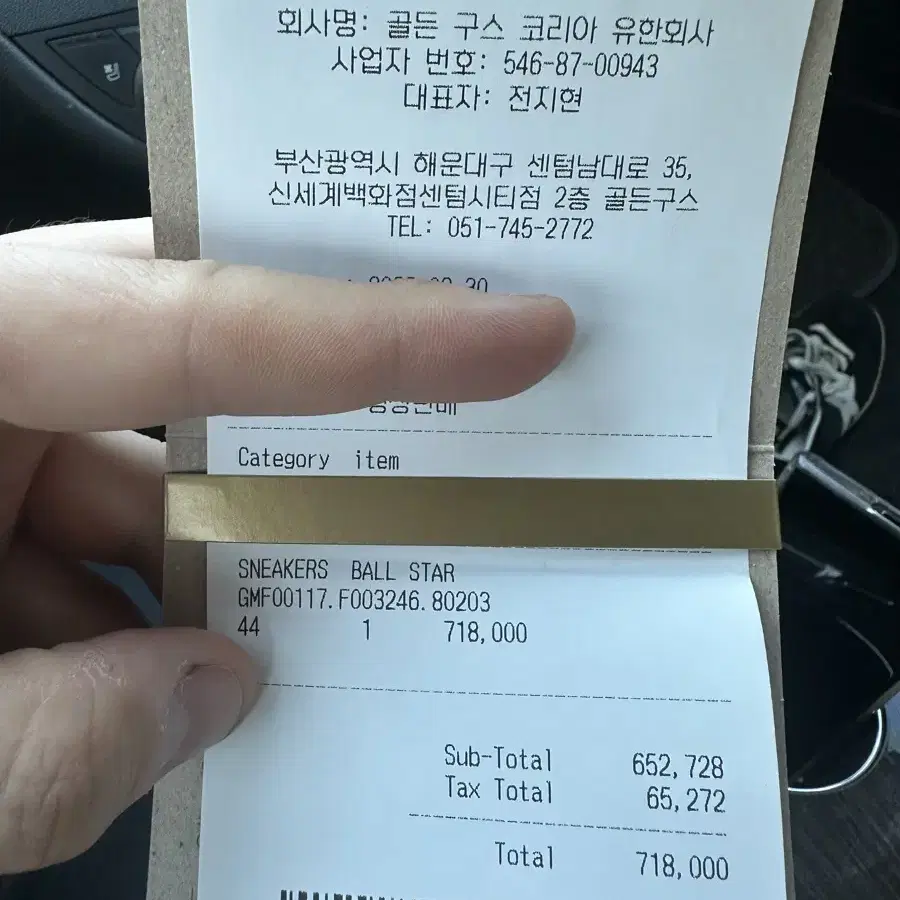 회사명: 골든 구스 코리아 유한회사
사업자 번호: 546-87-00943
대표자: 전지현
부산광역시 해운대구 센텀남대로 35,
신세계백화점센텀시티점 2층 골든구스
TEL: 051-745-2772
Category item
SNEAKERS BALL STAR
GMF00117.F003246.80203
44 1 718,000
Sub-Total 652,728
Tax Total 65,272
Total 718,000